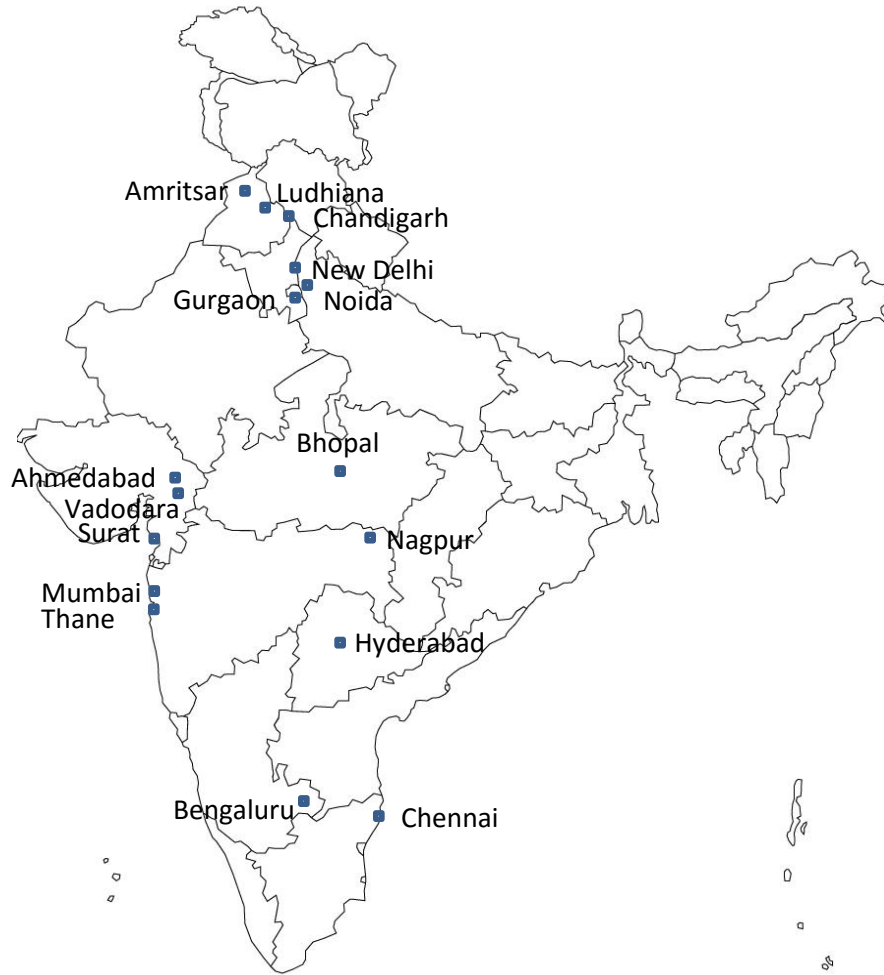 Amritsar
Ludhiana
Chandigarh
New Delhi
Gurgaon
Noida
Bhopal
Ahmedabad
Vadodara
Surat
Nagpur
Mumbai
Thane
Hyderabad
Bengaluru
Chennai